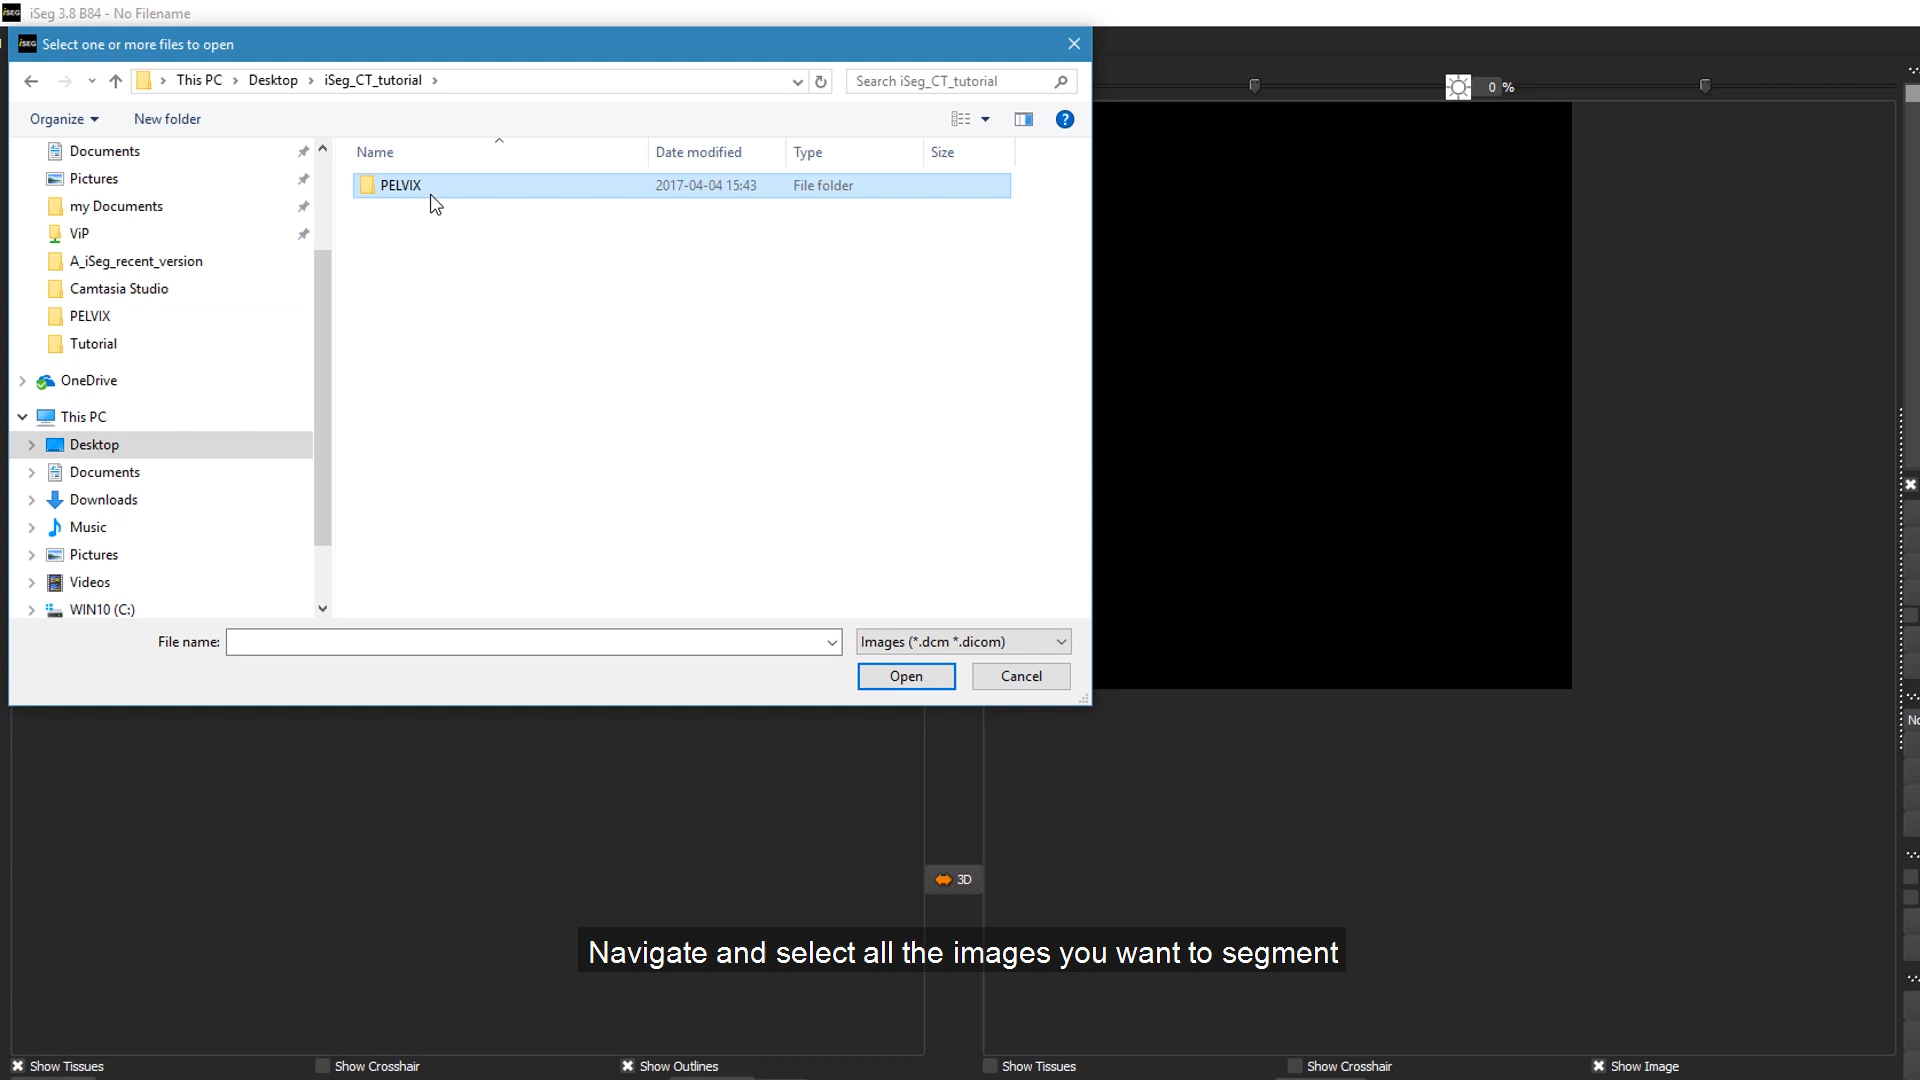 iSEG iSeg 3.8 B84 - No Filename
iSEG Select one or more files to open
This PC
Desktop
iSeg_CT_tutorial
Search iSeg_CT_tutorial
0 %
Organize
New folder
?
Documents
Pictures
my Documents
ViP
A_iSeg_recent_version
Camtasia Studio
PELVIX
Tutorial
OneDrive
This PC
Desktop
Documents
Downloads
Music
Pictures
Videos
WIN10 (C:)
Name Date modified Type Size
PELVIX 2017-04-04 15:43 File folder
File name:
Images (*.dcm *.dicom)
Open
Cancel
3D
Navigate and select all the images you want to segment
Show Tissues
Show Crosshair
Show Outlines
Show Tissues
Show Crosshair
Show Image